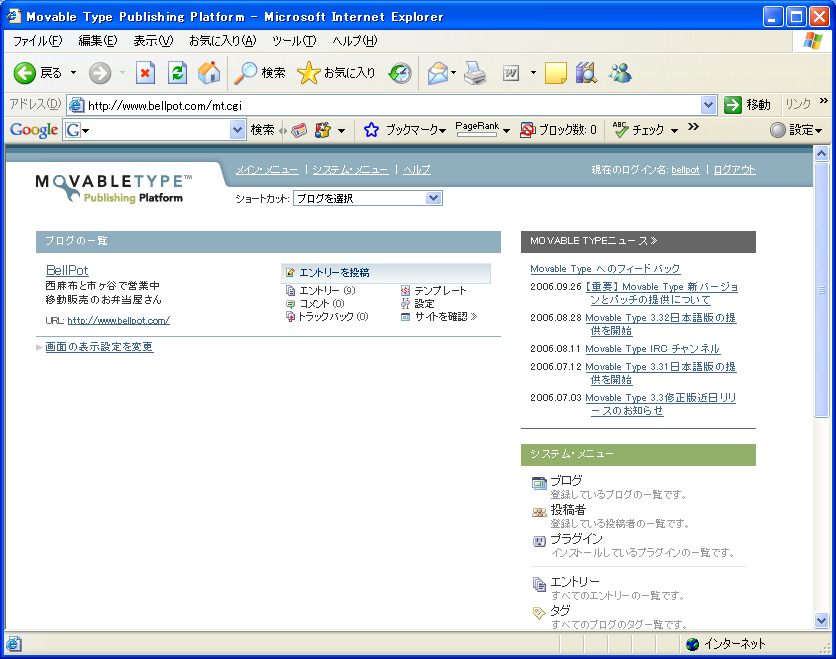 Movable Type Publishing Platform - Microsoft Internet Explorer
ファイル(F) 編集(E) 表示(V) お気に入り(A) ツール(T) ヘルプ(H)
戻る 検索 お気に入り
アドレス(D) http://www.bellpot.com/mt.cgi 移動 リンク »
Google G 検索 ブックマーク PageRank ブロック数: 0 ABC チェック » 設定
MOVABLETYPE™
Publishing Platform
メイン・メニュー | システム・メニュー | ヘルプ
現在のログイン名: bellpot | ログアウト
ショートカット: ブログを選択
ブログの一覧
BellPot
西麻布と市ヶ谷で営業中
移動販売のお弁当屋さん
URL: http://www.bellpot.com/
エントリーを投稿
エントリー (9) テンプレート
コメント (0) 設定
トラックバック (0) サイトを確認 »
画面の表示設定を変更
MOVABLE TYPEニュース »
Movable Type へのフィードバック
2006.09.26 【重要】 Movable Type 新バージョ
ンとパッチの提供について
2006.08.28 Movable Type 3.32日本語版の提
供を開始
2006.08.11 Movable Type IRC チャンネル
2006.07.12 Movable Type 3.31日本語版の提
供を開始
2006.07.03 Movable Type 3.3修正版近日リリ
ースのお知らせ
システム・メニュー
ブログ
登録しているブログの一覧です。
投稿者
登録している投稿者の一覧です。
プラグイン
インストールしているプラグインの一覧です。
エントリー
すべてのエントリーの一覧です。
タグ
すべてのブログのタグ一覧です。
インターネット